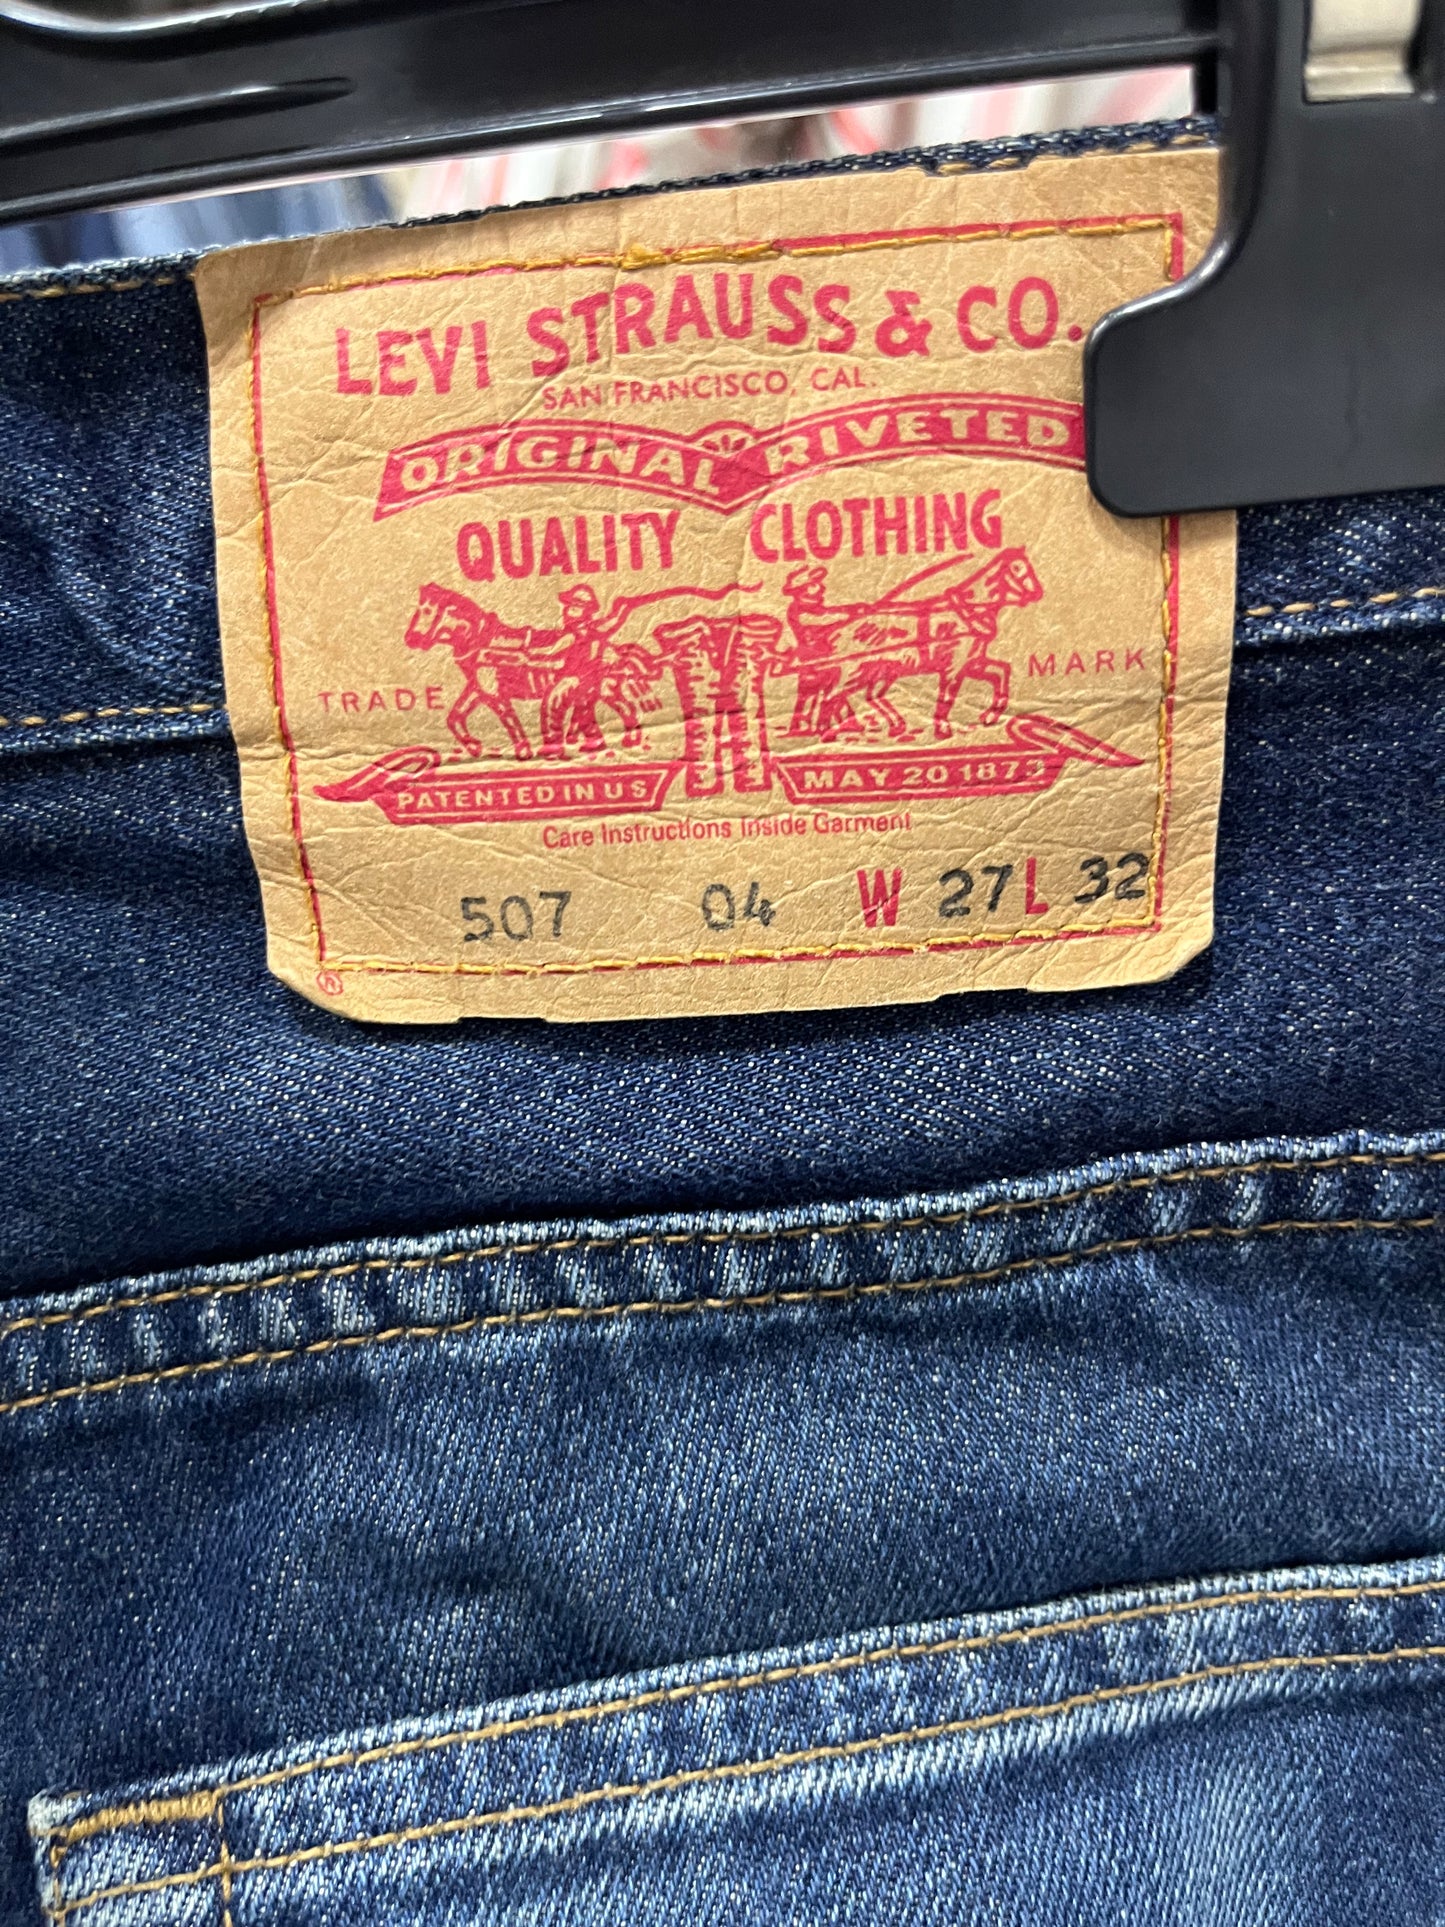 LEVI STRAUSS & CO.
SAN FRANCISCO, CAL.
ORIGINAL RIVETED
QUALITY CLOTHING
TRADE MARK
PATENTED IN US MAY 20 1873
Care Instructions Inside Garment
507 04 W 27 L 32
®